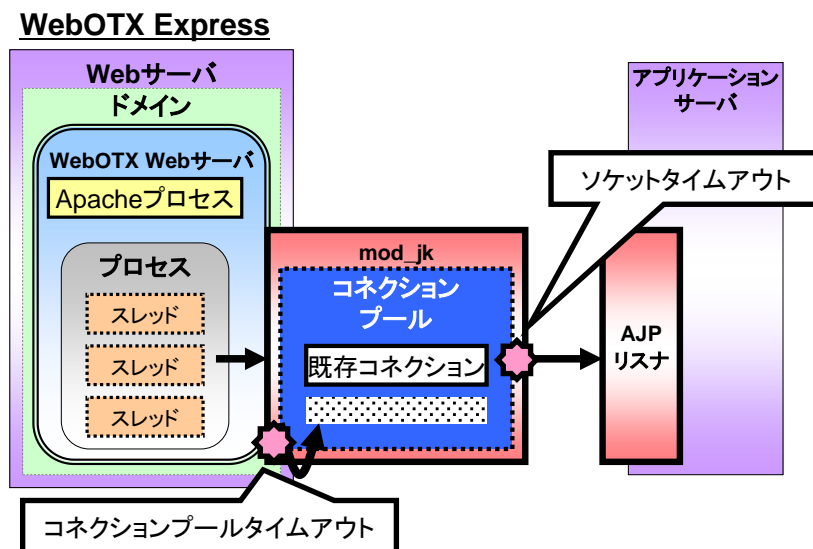 WebOTX Express
Webサーバ
ドメイン
WebOTX Webサーバ
Apacheプロセス
プロセス
スレッド
スレッド
スレッド
mod_jk
コネクション
プール
既存コネクション
アプリケーション
サーバ
ソケットタイムアウト
AJP
リスナ
コネクションプールタイムアウト